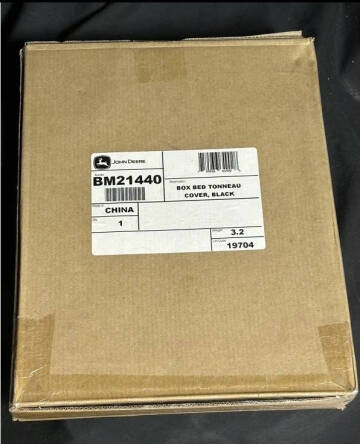 JOHN DEERE
BM21440
BOX BED TONNEAU
COVER, BLACK
CHINA
1
3.2
19704